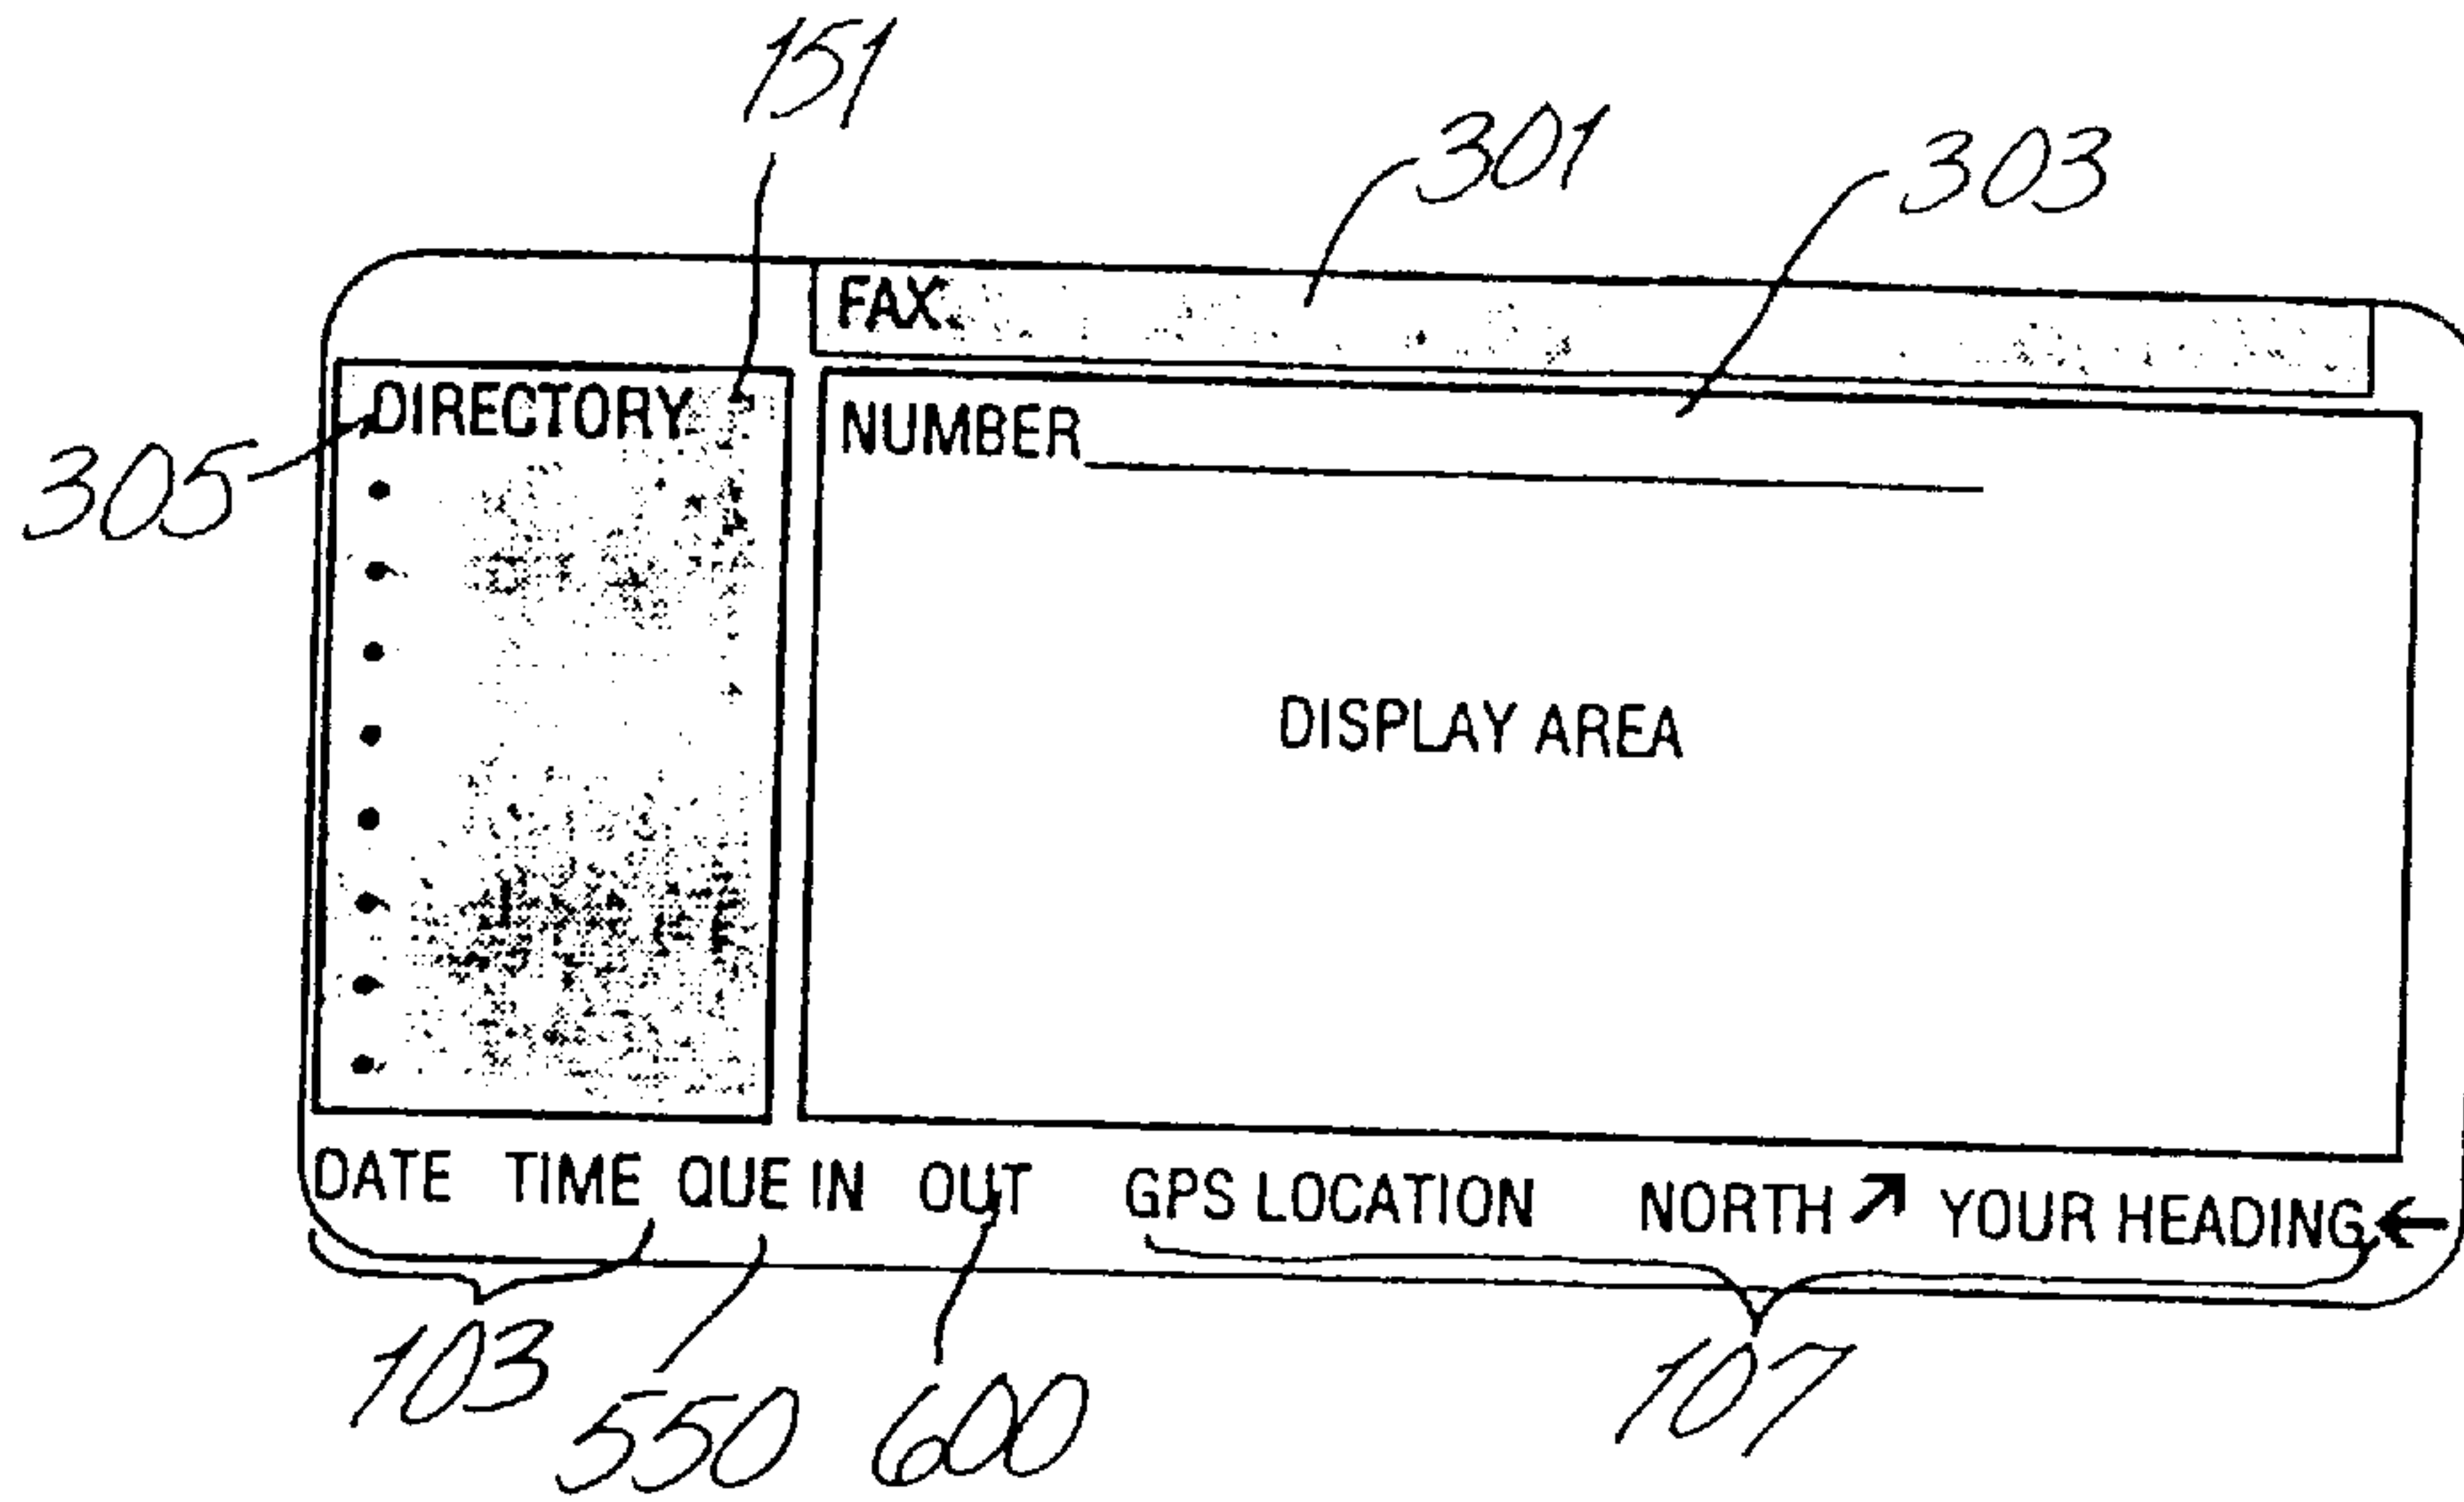 151
301
303
FAX
DIRECTORY
NUMBER
305
DISPLAY AREA
DATE TIME QUE IN OUT GPS LOCATION NORTH ↗ YOUR HEADING ←
103
550
600
107